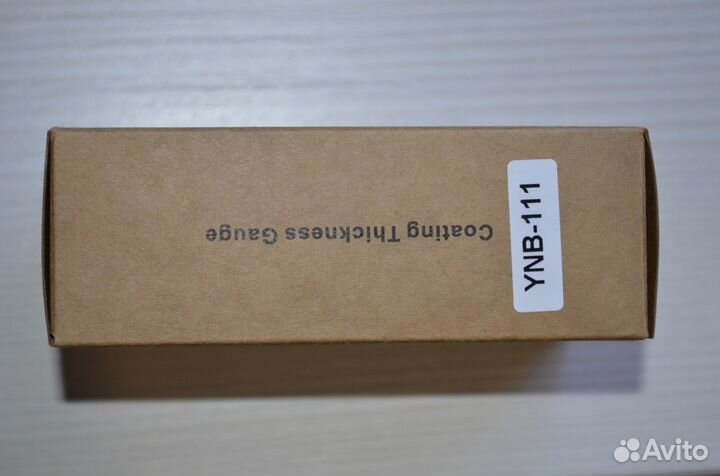 Coating Thickness Gauge
YNB-111
Avito